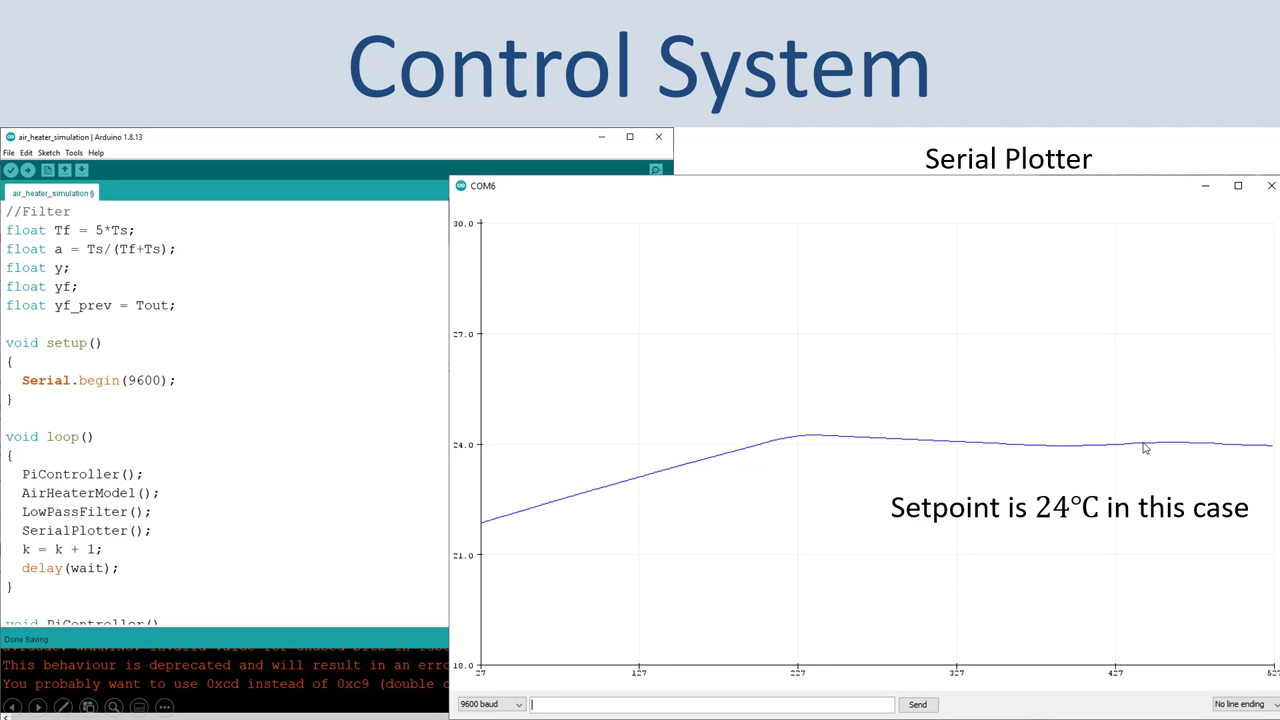 Control System
air_heater_simulation | Arduino 1.8.13
File Edit Sketch Tools Help
air_heater_simulation §
//Filter
float Tf = 5*Ts;
float a = Ts/(Tf+Ts);
float y;
float yf;
float yf_prev = Tout;
void setup()
{
Serial.begin(9600);
}
void loop()
{
PiController();
AirHeaterModel();
LowPassFilter();
SerialPlotter();
k = k + 1;
delay(wait);
}
void PiController()
Done Saving.
This behaviour is deprecated and will result in an erro
You probably want to use 0xcd instead of 0xc9 (double c
Serial Plotter
COM6
30.0
27.0
24.0
21.0
18.0
27 127 227 327 427 527
Setpoint is 24℃ in this case
9600 baud
Send
No line ending